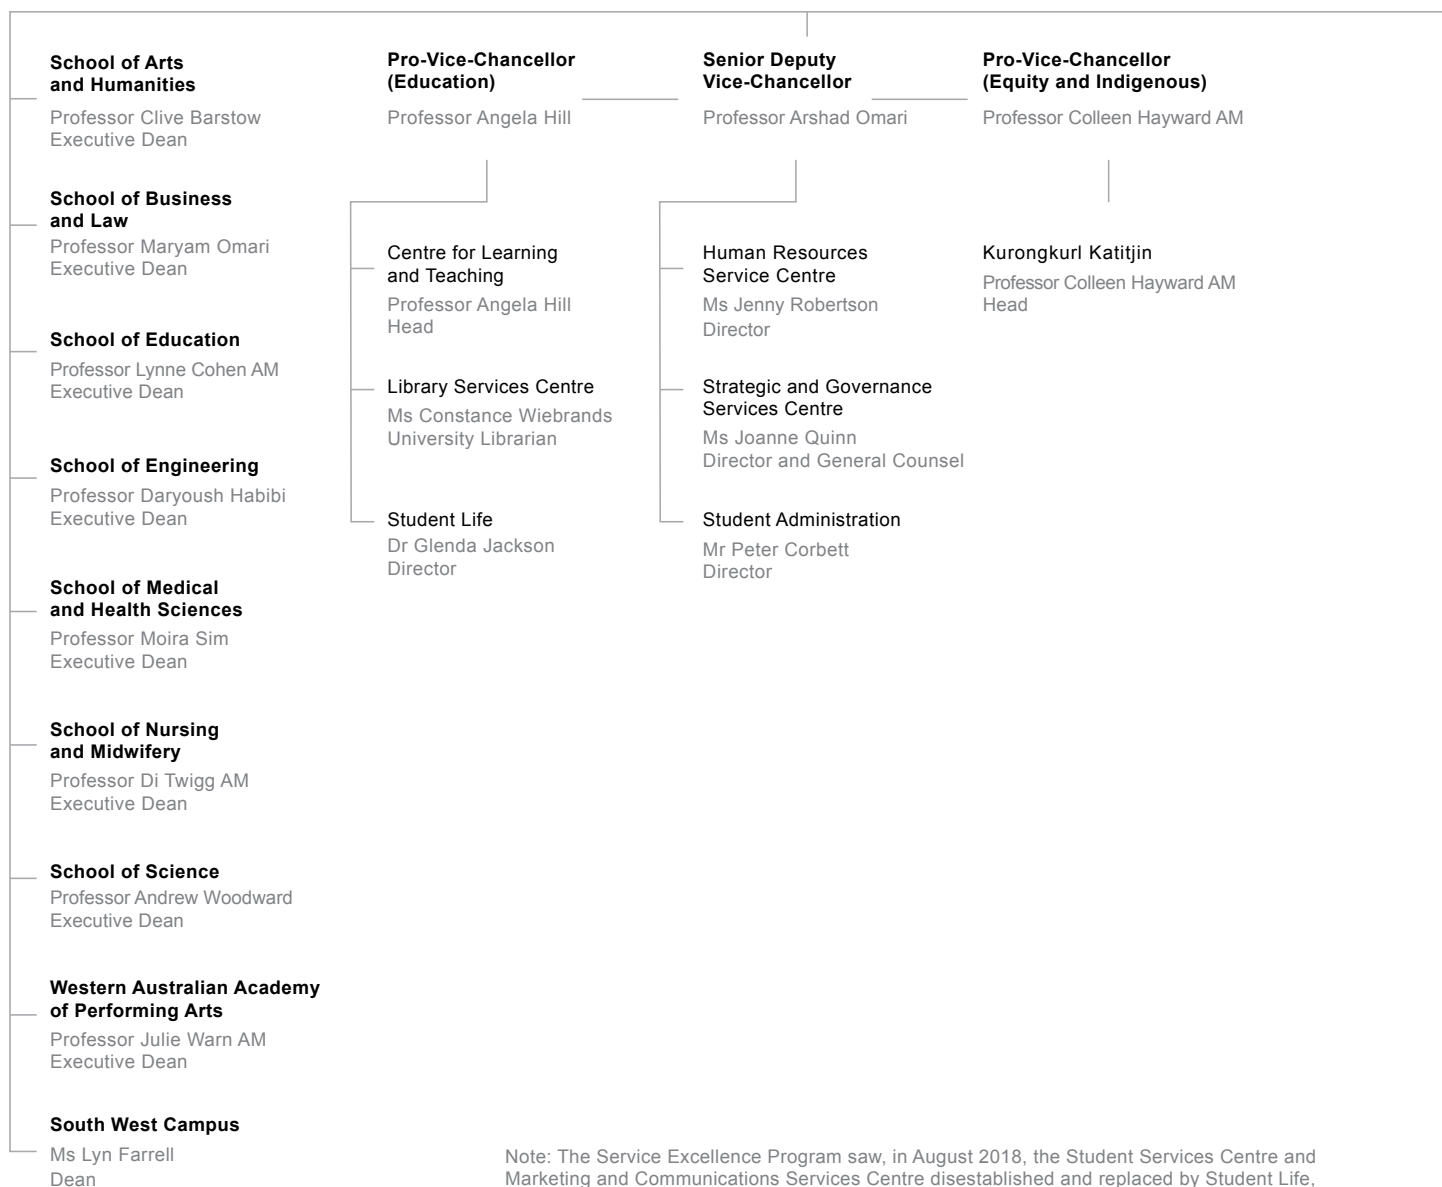 School of Arts
and Humanities
Professor Clive Barstow
Executive Dean
School of Business
and Law
Professor Maryam Omari
Executive Dean
School of Education
Professor Lynne Cohen AM
Executive Dean
School of Engineering
Professor Daryoush Habibi
Executive Dean
School of Medical
and Health Sciences
Professor Moira Sim
Executive Dean
School of Nursing
and Midwifery
Professor Di Twigg AM
Executive Dean
School of Science
Professor Andrew Woodward
Executive Dean
Western Australian Academy
of Performing Arts
Professor Julie Warn AM
Executive Dean
South West Campus
Ms Lyn Farrell
Dean
Pro-Vice-Chancellor
(Education)
Professor Angela Hill
Centre for Learning
and Teaching
Professor Angela Hill
Head
Library Services Centre
Ms Constance Wiebrands
University Librarian
Student Life
Dr Glenda Jackson
Director
Senior Deputy
Vice-Chancellor
Professor Arshad Omari
Human Resources
Service Centre
Ms Jenny Robertson
Director
Strategic and Governance
Services Centre
Ms Joanne Quinn
Director and General Counsel
Student Administration
Mr Peter Corbett
Director
Pro-Vice-Chancellor
(Equity and Indigenous)
Professor Colleen Hayward AM
Kurongkurl Katitjin
Professor Colleen Hayward AM
Head
Note: The Service Excellence Program saw, in August 2018, the Student Services Centre and
Marketing and Communications Services Centre disestablished and replaced by Student Life,